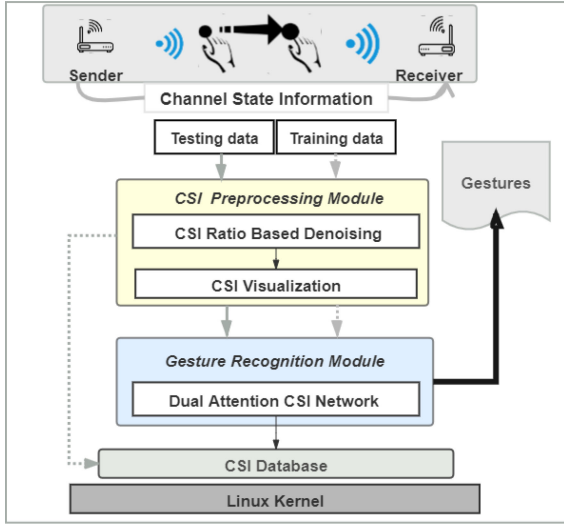 Sender
Receiver
Channel State Information
Testing data
Training data
CSI Preprocessing Module
CSI Ratio Based Denoising
CSI Visualization
Gestures
Gesture Recognition Module
Dual Attention CSI Network
CSI Database
Linux Kernel